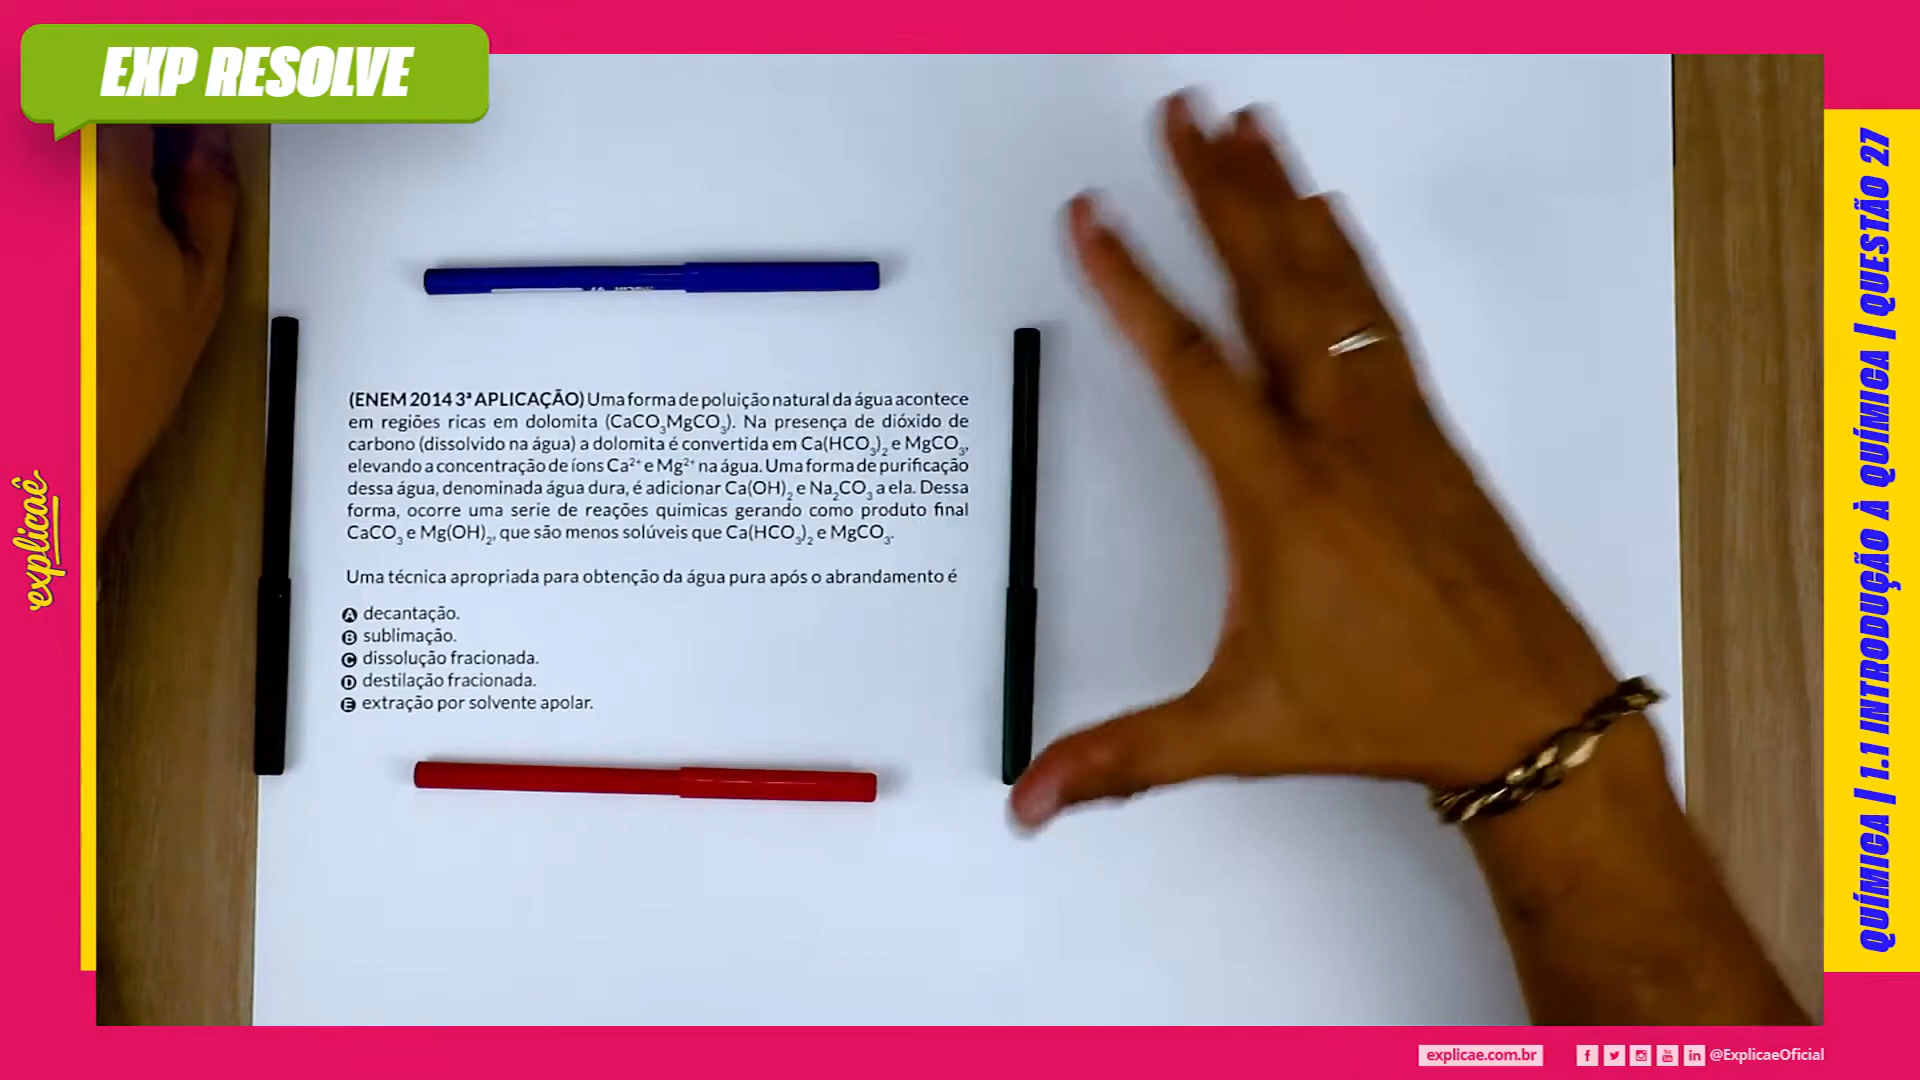 EXP RESOLVE
(ENEM 2014 3ª APLICAÇÃO) Uma forma de poluição natural da água acontece
em regiões ricas em dolomita (CaCO₃MgCO₃). Na presença de dióxido de
carbono (dissolvido na água) a dolomita é convertida em Ca(HCO₃)₂ e MgCO₃,
elevando a concentração de íons Ca²⁺ e Mg²⁺ na água. Uma forma de purificação
dessa água, denominada água dura, é adicionar Ca(OH)₂ e Na₂CO₃ a ela. Dessa
forma, ocorre uma serie de reações quimicas gerando como produto final
CaCO₃ e Mg(OH)₂, que são menos solúveis que Ca(HCO₃)₂ e MgCO₃.
Uma técnica apropriada para obtenção da água pura após o abrandamento é
A decantação.
B sublimação.
C dissolução fracionada.
D destilação fracionada.
E extração por solvente apolar.
explicaê
QUÍMICA | 1.1 INTRODUÇÃO À QUÍMICA | QUESTÃO 27
explicae.com.br
@ExplicaeOficial